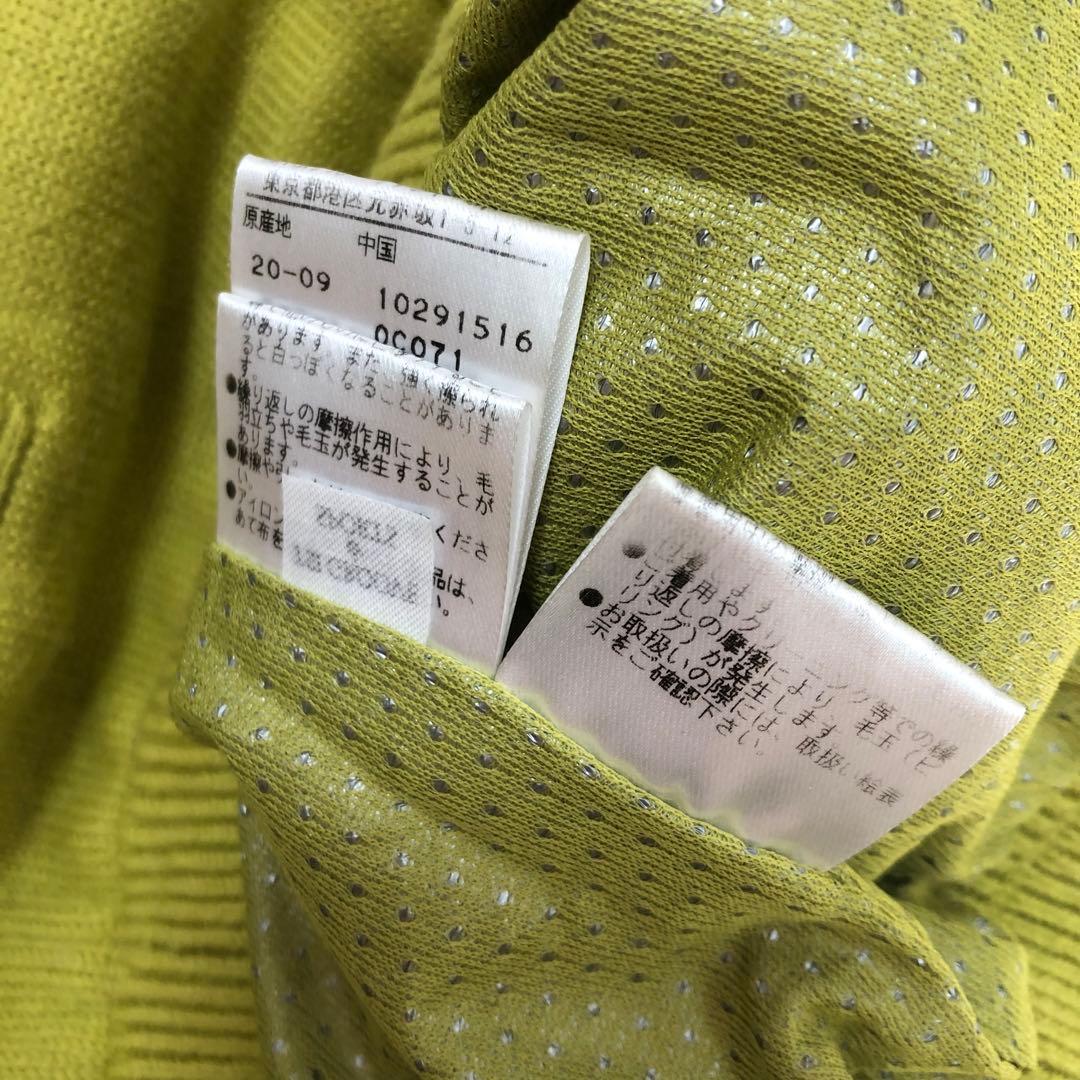 東京都港区元赤坂1-3-12
原産地 中国
20-09 10291516
0C071
があります。また、強く擦られ
ると白っぽくなることがありま
す。
●繰り返しの摩擦作用により、毛
羽立ちや毛玉が発生することが
あります。
●摩擦や
い。 ください
●アイロン
あて布を 品は、
●着用やクリーニング等での繰
り返しの摩擦により、毛玉(ピ
リング)が発生します。
●お取扱いの際には、取扱い絵表
示をご確認下さい。